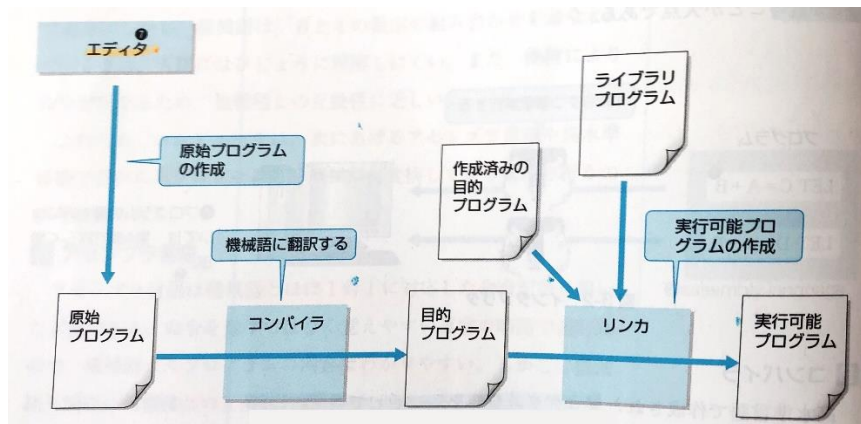 ❼
エディタ
ライブラリ
プログラム
原始プログラム
の作成
作成済みの
目的
プログラム
機械語に翻訳する
実行可能プロ
グラムの作成
原始
プログラム
コンパイラ
目的
プログラム
リンカ
実行可能
プログラム